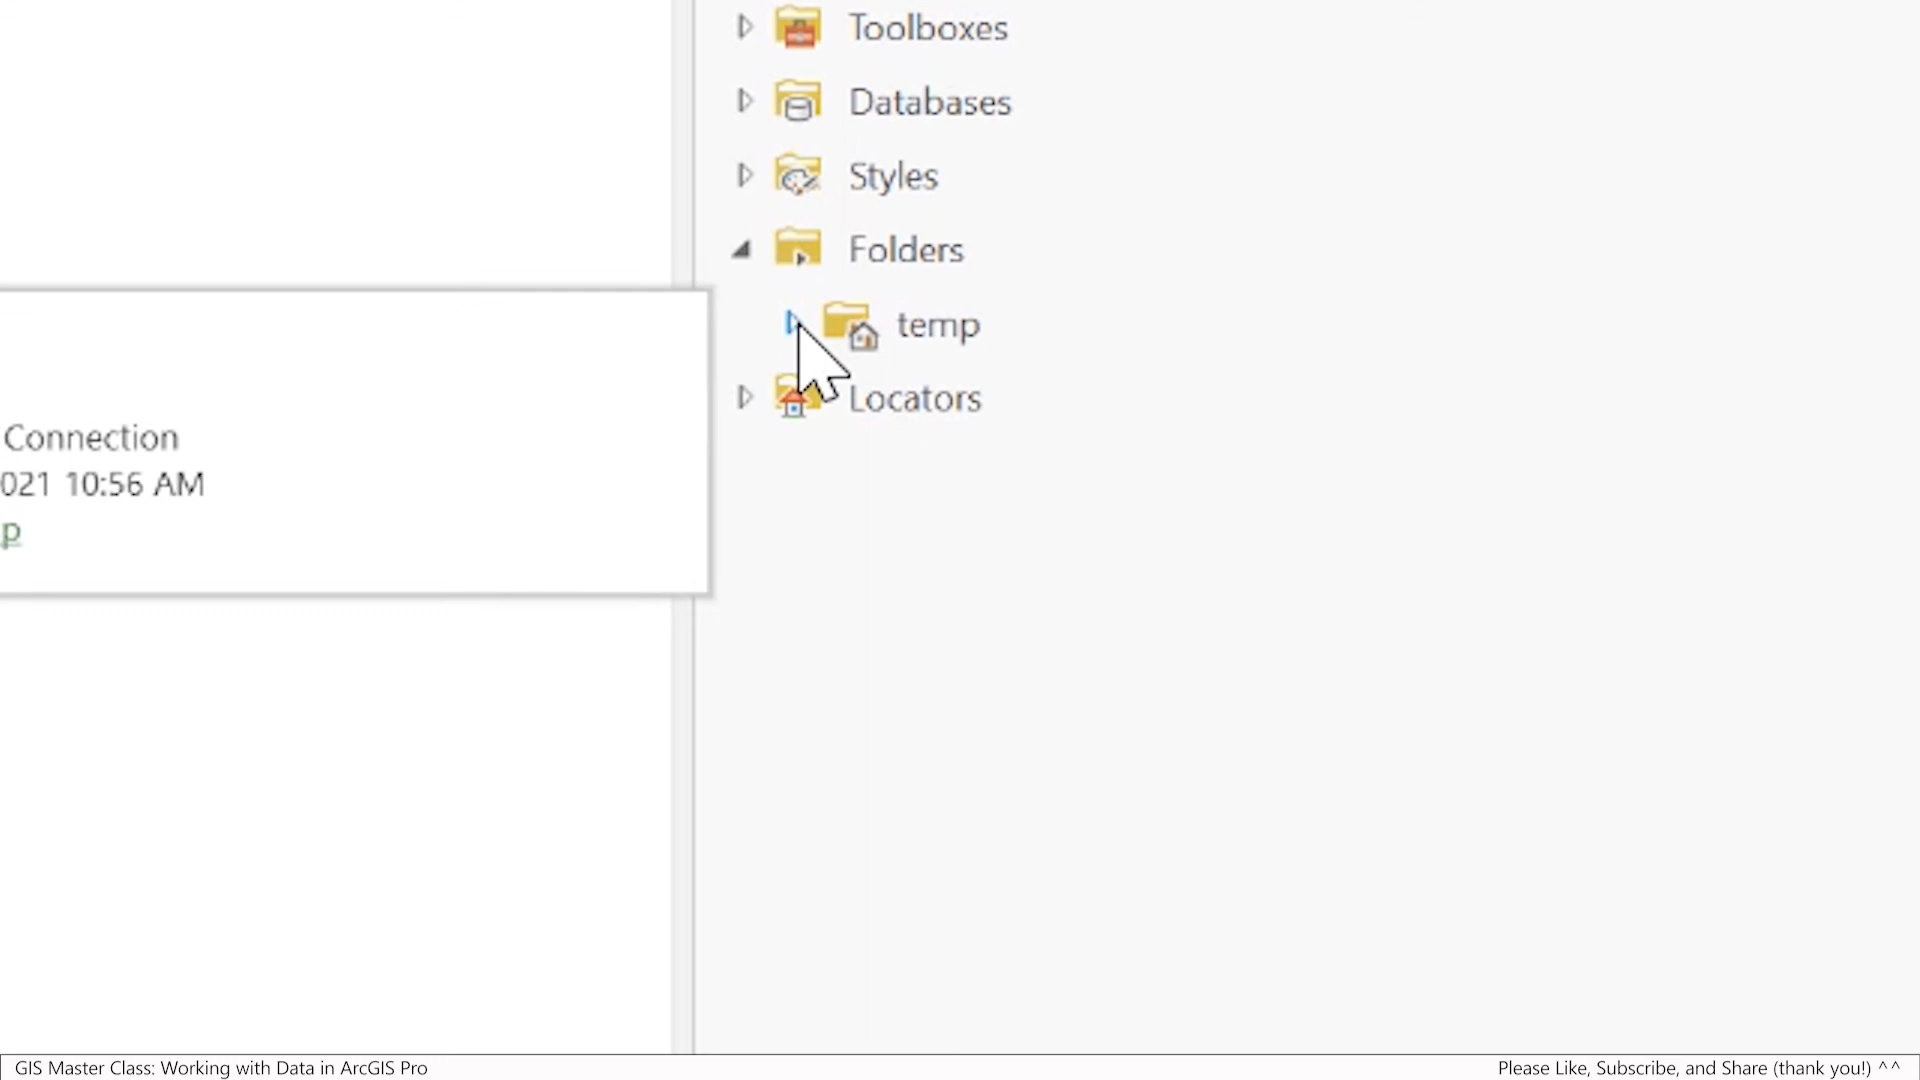 Toolboxes
Databases
Styles
Folders
temp
Locators
Connection
021 10:56 AM
p
GIS Master Class: Working with Data in ArcGIS Pro
Please Like, Subscribe, and Share (thank you!) ^^